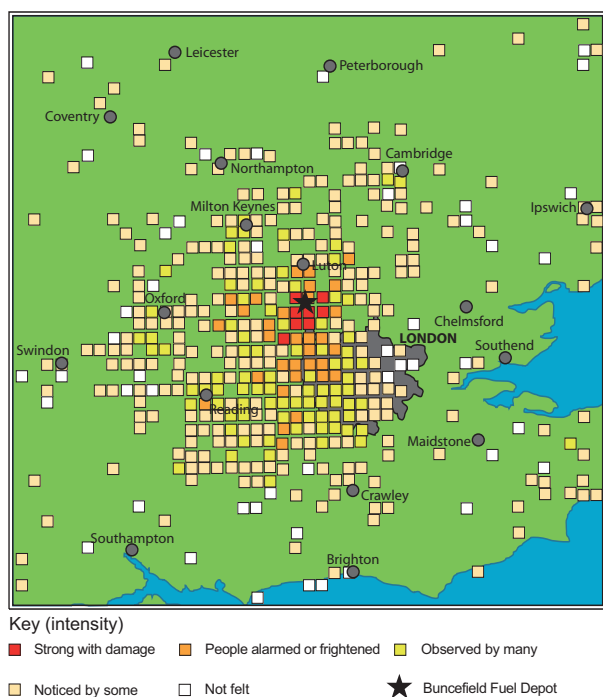 Leicester
Peterborough
Coventry
Northampton
Cambridge
Milton Keynes
Ipswich
Luton
Oxford
Chelmsford
LONDON
Southend
Swindon
Reading
Maidstone
Crawley
Southampton
Brighton
Key (intensity)
Strong with damage People alarmed or frightened Observed by many
Noticed by some Not felt Buncefield Fuel Depot